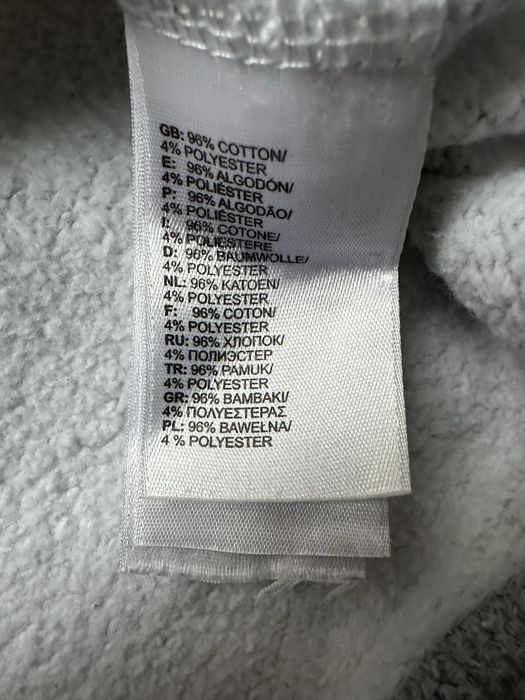 GB: 96% COTTON/
4% POLYESTER
E: 96% ALGODÓN/
4% POLIÉSTER
P: 96% ALGODÃO/
4% POLIÉSTER
I: 96% COTONE/
4% POLIESTERE
D: 96% BAUMWOLLE/
4% POLYESTER
NL: 96% KATOEN/
4% POLYESTER
F: 96% COTON/
4% POLYESTER
RU: 96% ХЛОПОК/
4% ПОЛИЭСТЕР
TR: 96% PAMUK/
4% POLYESTER
GR: 96% ΒΑΜΒΑΚΙ/
4% ΠΟΛΥΕΣΤΕΡΑΣ
PL: 96% BAWEŁNA/
4 % POLYESTER